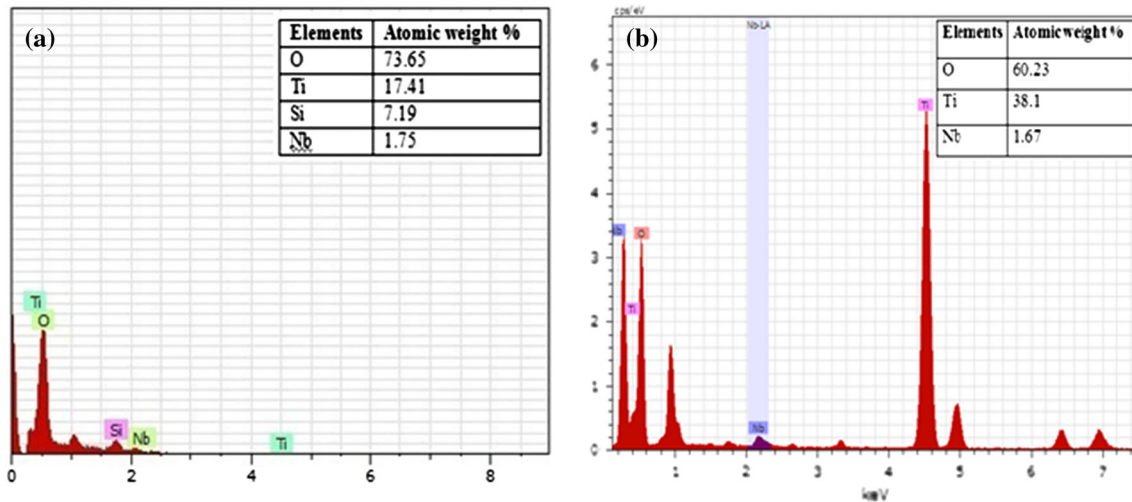 (a)
Elements Atomic weight %
O 73.65
Ti 17.41
Si 7.19
Nb 1.75
Ti
O
Si
Nb
Ti
0 2 4 6 8
(b)
cps/eV
Nb-LA
Elements Atomic weight %
O 60.23
Ti 38.1
Nb 1.67
6
5
4
3
2
1
0
Ti
O
Ti
Nb
1 2 3 4 5 6 7
keV